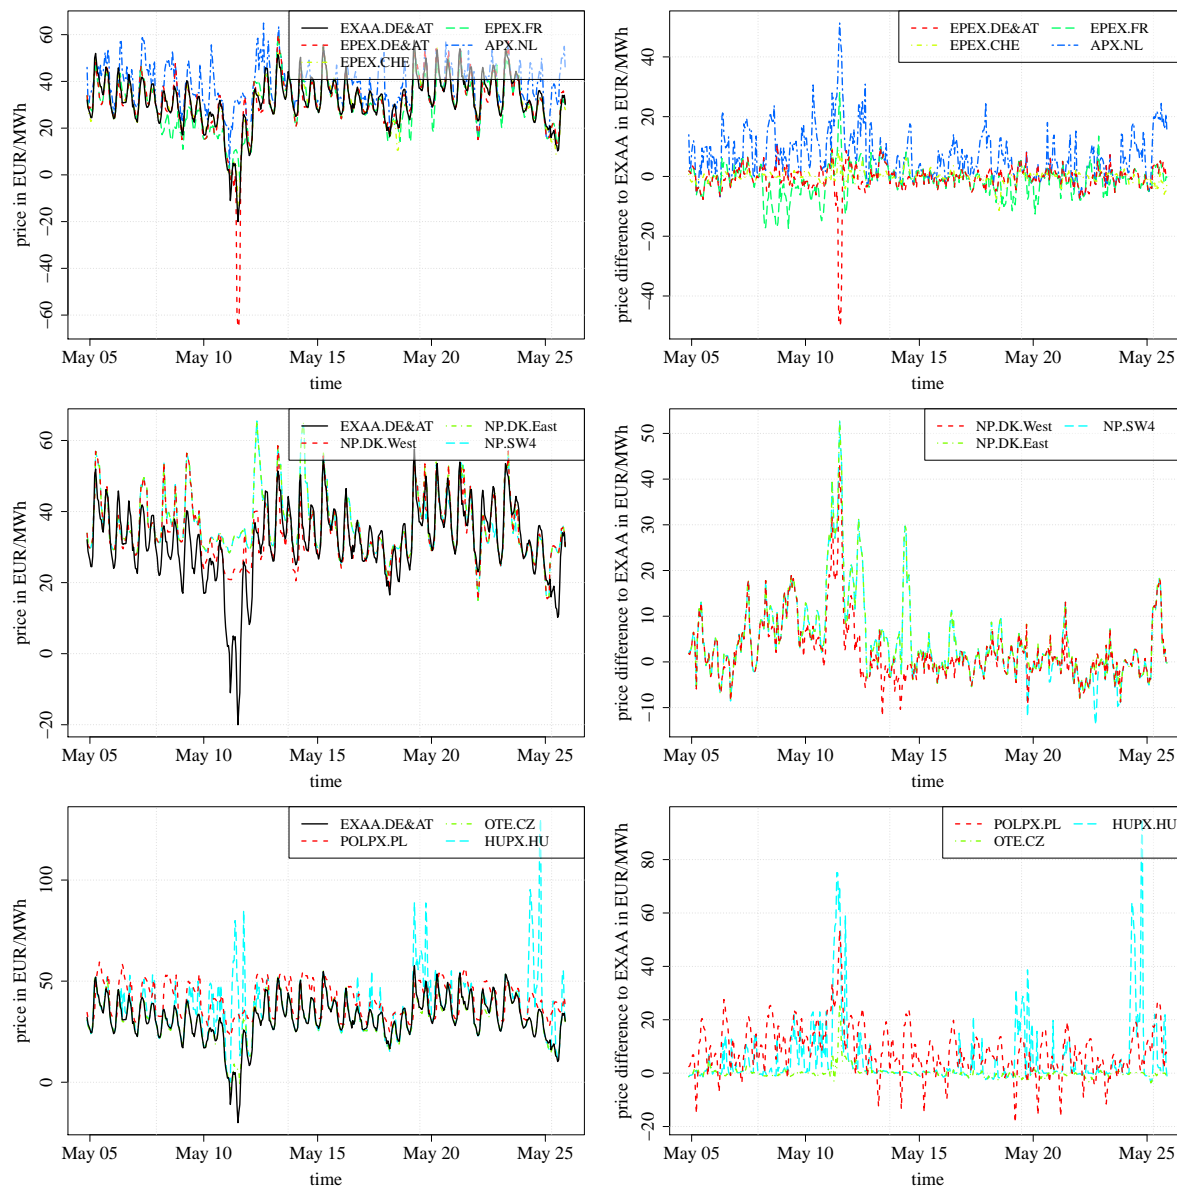 EXAA.DE&AT EPEX.FR
EPEX.DE&AT APX.NL
EPEX.CHE
price in EUR/MWh
60
40
20
0
−20
−40
−60
May 05 May 10 May 15 May 20 May 25
time
EPEX.DE&AT EPEX.FR
EPEX.CHE APX.NL
price difference to EXAA in EUR/MWh
40
20
0
−20
−40
May 05 May 10 May 15 May 20 May 25
time
EXAA.DE&AT NP.DK.East
NP.DK.West NP.SW4
price in EUR/MWh
60
40
20
0
−20
May 05 May 10 May 15 May 20 May 25
time
NP.DK.West NP.SW4
NP.DK.East
price difference to EXAA in EUR/MWh
50
40
30
20
10
0
−10
May 05 May 10 May 15 May 20 May 25
time
EXAA.DE&AT OTE.CZ
POLPX.PL HUPX.HU
price in EUR/MWh
100
50
0
May 05 May 10 May 15 May 20 May 25
time
POLPX.PL HUPX.HU
OTE.CZ
price difference to EXAA in EUR/MWh
80
60
40
20
0
−20
May 05 May 10 May 15 May 20 May 25
time